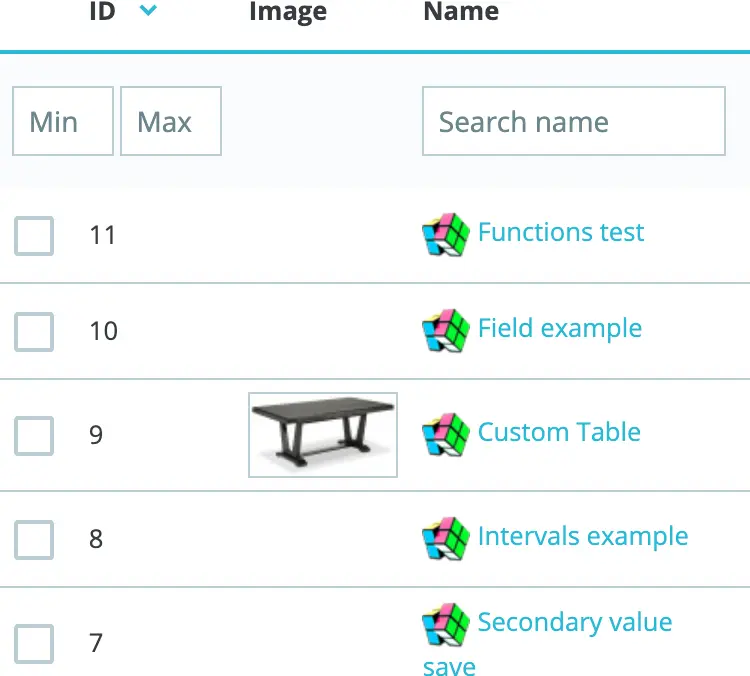 ID Image Name
Min Max Search name
11 Functions test
10 Field example
9 Custom Table
8 Intervals example
7 Secondary value
save